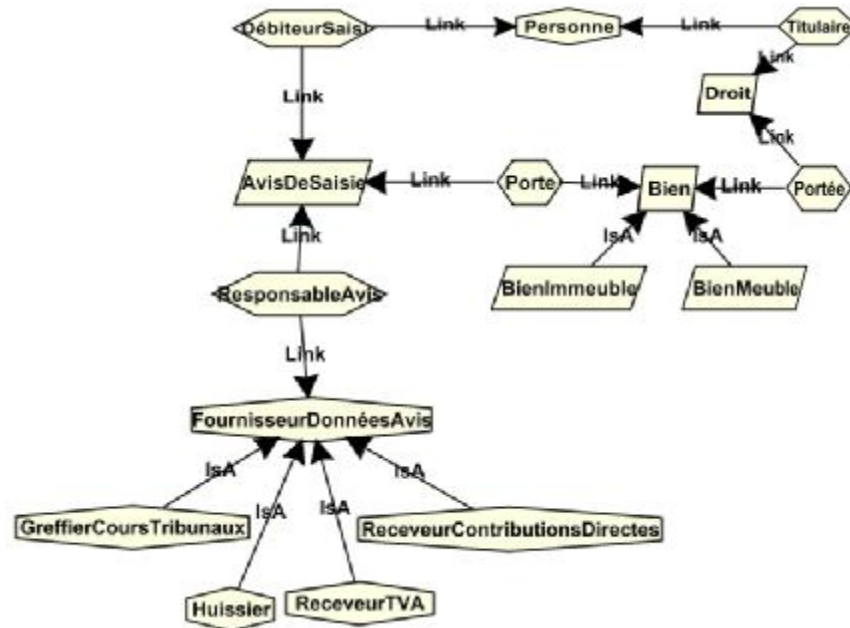 DébiteurSaisi Link Personne Link Titulaire
Link
Droit
Link
Link
AvisDeSaisie Link Porte Link Bien Link Portée
Link
IsA IsA
ResponsableAvis
BienImmeuble BienMeuble
Link
FournisseurDonnéesAvis
IsA IsA IsA IsA
GreffierCoursTribunaux ReceveurContributionsDirectes
Huissier ReceveurTVA